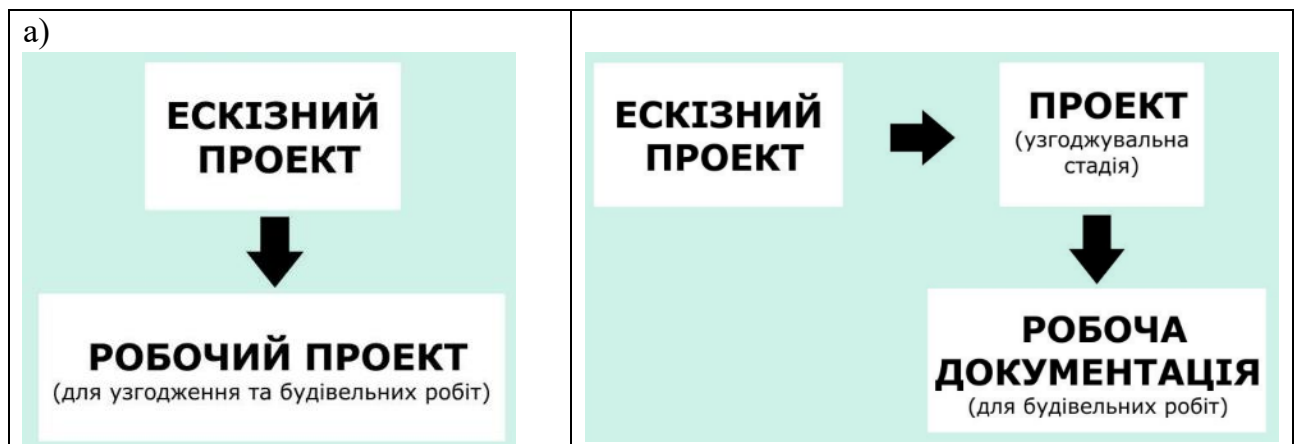 а)
ЕСКІЗНИЙ
ПРОЕКТ
РОБОЧИЙ ПРОЕКТ
(для узгодження та будівельних робіт)
ЕСКІЗНИЙ
ПРОЕКТ
ПРОЕКТ
(узгоджувальна
стадія)
РОБОЧА
ДОКУМЕНТАЦІЯ
(для будівельних робіт)